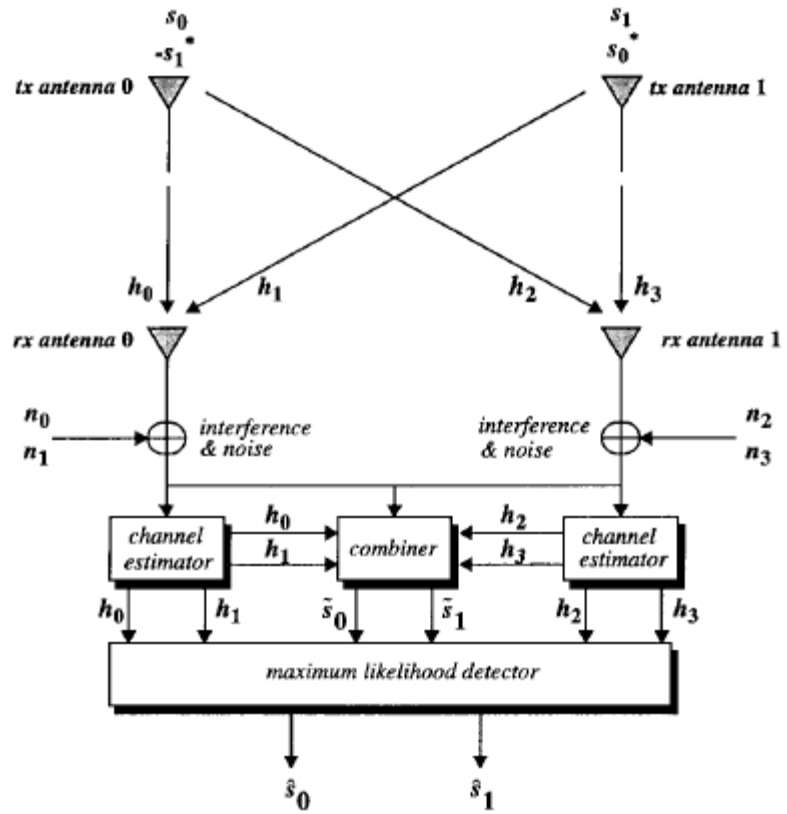 s₀ s₁
-s₁* s₀*
tx antenna 0 tx antenna 1
h₀ h₁ h₂ h₃
rx antenna 0 rx antenna 1
n₀ interference interference n₂
n₁ & noise & noise n₃
channel estimator h₀ h₁ combiner h₂ h₃ channel estimator
h₀ h₁ s̃₀ s̃₁ h₂ h₃
maximum likelihood detector
ŝ₀ ŝ₁